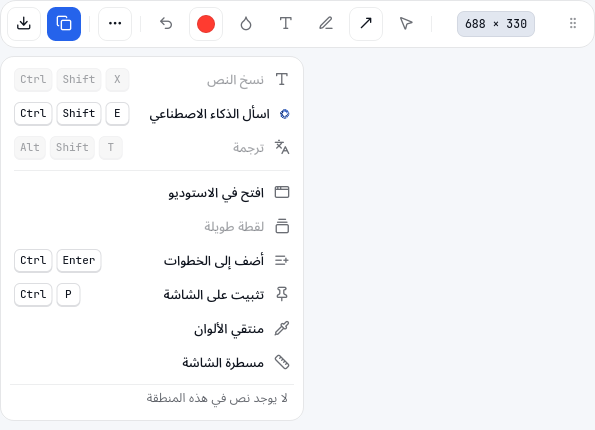 688 × 330
نسخ النص Ctrl Shift X
اسأل الذكاء الاصطناعي Ctrl Shift E
ترجمة Alt Shift T
افتح في الاستوديو
لقطة طويلة
أضف إلى الخطوات Ctrl Enter
تثبيت على الشاشة Ctrl P
منتقي الألوان
مسطرة الشاشة
لا يوجد نص في هذه المنطقة